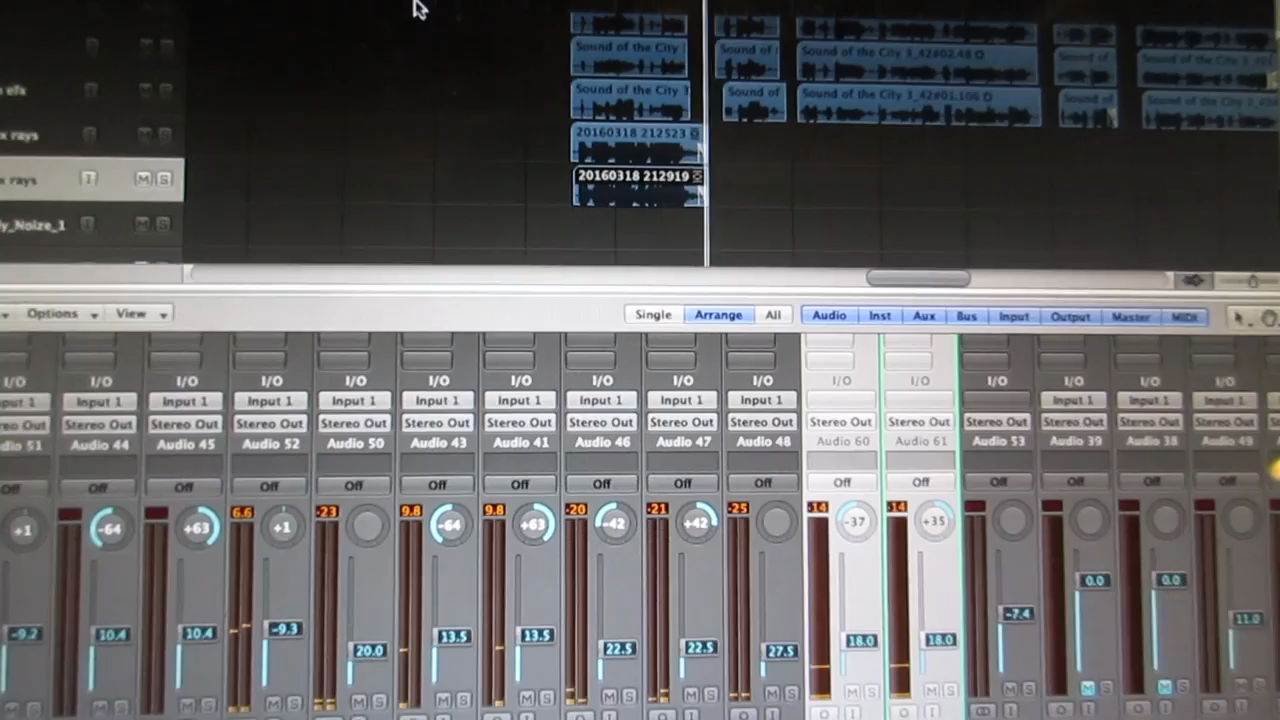 Sound of the City Sound of Sound of the City 3_42#02.48 Sound of
efx
Sound of the City 3 Sound of Sound of the City 3_42#01.106 Sound of
x rays 20160318 212523
x rays I M S 20160318 212919
y_Noize_1 I M S
Options View Single Arrange All Audio Inst Aux Bus Input Output Master MIDI
I/O I/O I/O I/O I/O I/O I/O I/O I/O I/O I/O I/O I/O I/O I/O I/O
Input 1 Input 1 Input 1 Input 1 Input 1 Input 1 Input 1 Input 1 Input 1 Input 1 Input 1 Input 1
eo Out Stereo Out Stereo Out Stereo Out Stereo Out Stereo Out Stereo Out Stereo Out Stereo Out Stereo Out Stereo Out Stereo Out Stereo Out Stereo Out Stereo Out Stereo Out
51 Audio 44 Audio 45 Audio 52 Audio 50 Audio 43 Audio 41 Audio 46 Audio 47 Audio 48 Audio 60 Audio 61 Audio 53 Audio 39 Audio 38 Audio 49
Off Off Off Off Off Off Off Off Off Off Off Off Off Off Off Off
6.6 -23 9.8 9.8 -20 -21 -25 -14 -14
+1 -64 +63 +1 -64 +63 -42 +42 -37 +35
-9.2 10.4 10.4 -9.3 20.0 13.5 13.5 22.5 22.5 27.5 18.0 18.0 -7.4 0.0 0.0 11.0
M S M S M S M S M S M S M S M S M S M S M S M S M S M S M S